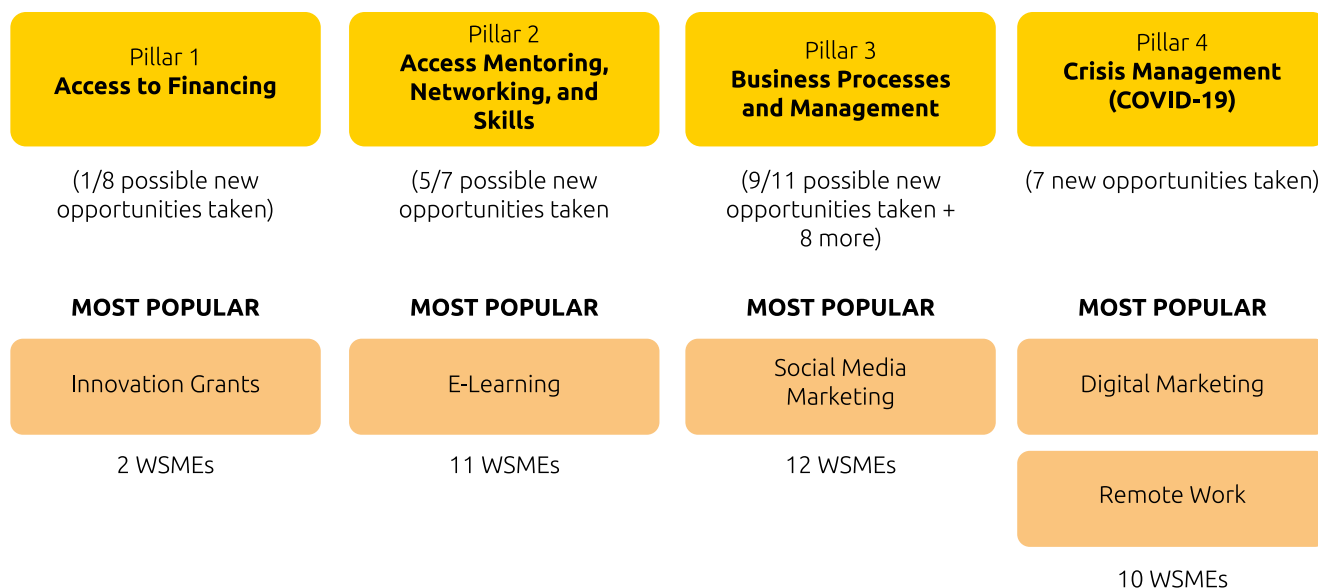 Pillar 1
Access to Financing
(1/8 possible new
opportunities taken)
MOST POPULAR
Innovation Grants
2 WSMEs
Pillar 2
Access Mentoring,
Networking, and
Skills
(5/7 possible new
opportunities taken
MOST POPULAR
E-Learning
11 WSMEs
Pillar 3
Business Processes
and Management
(9/11 possible new
opportunities taken +
8 more)
MOST POPULAR
Social Media
Marketing
12 WSMEs
Pillar 4
Crisis Management
(COVID-19)
(7 new opportunities taken)
MOST POPULAR
Digital Marketing
Remote Work
10 WSMEs